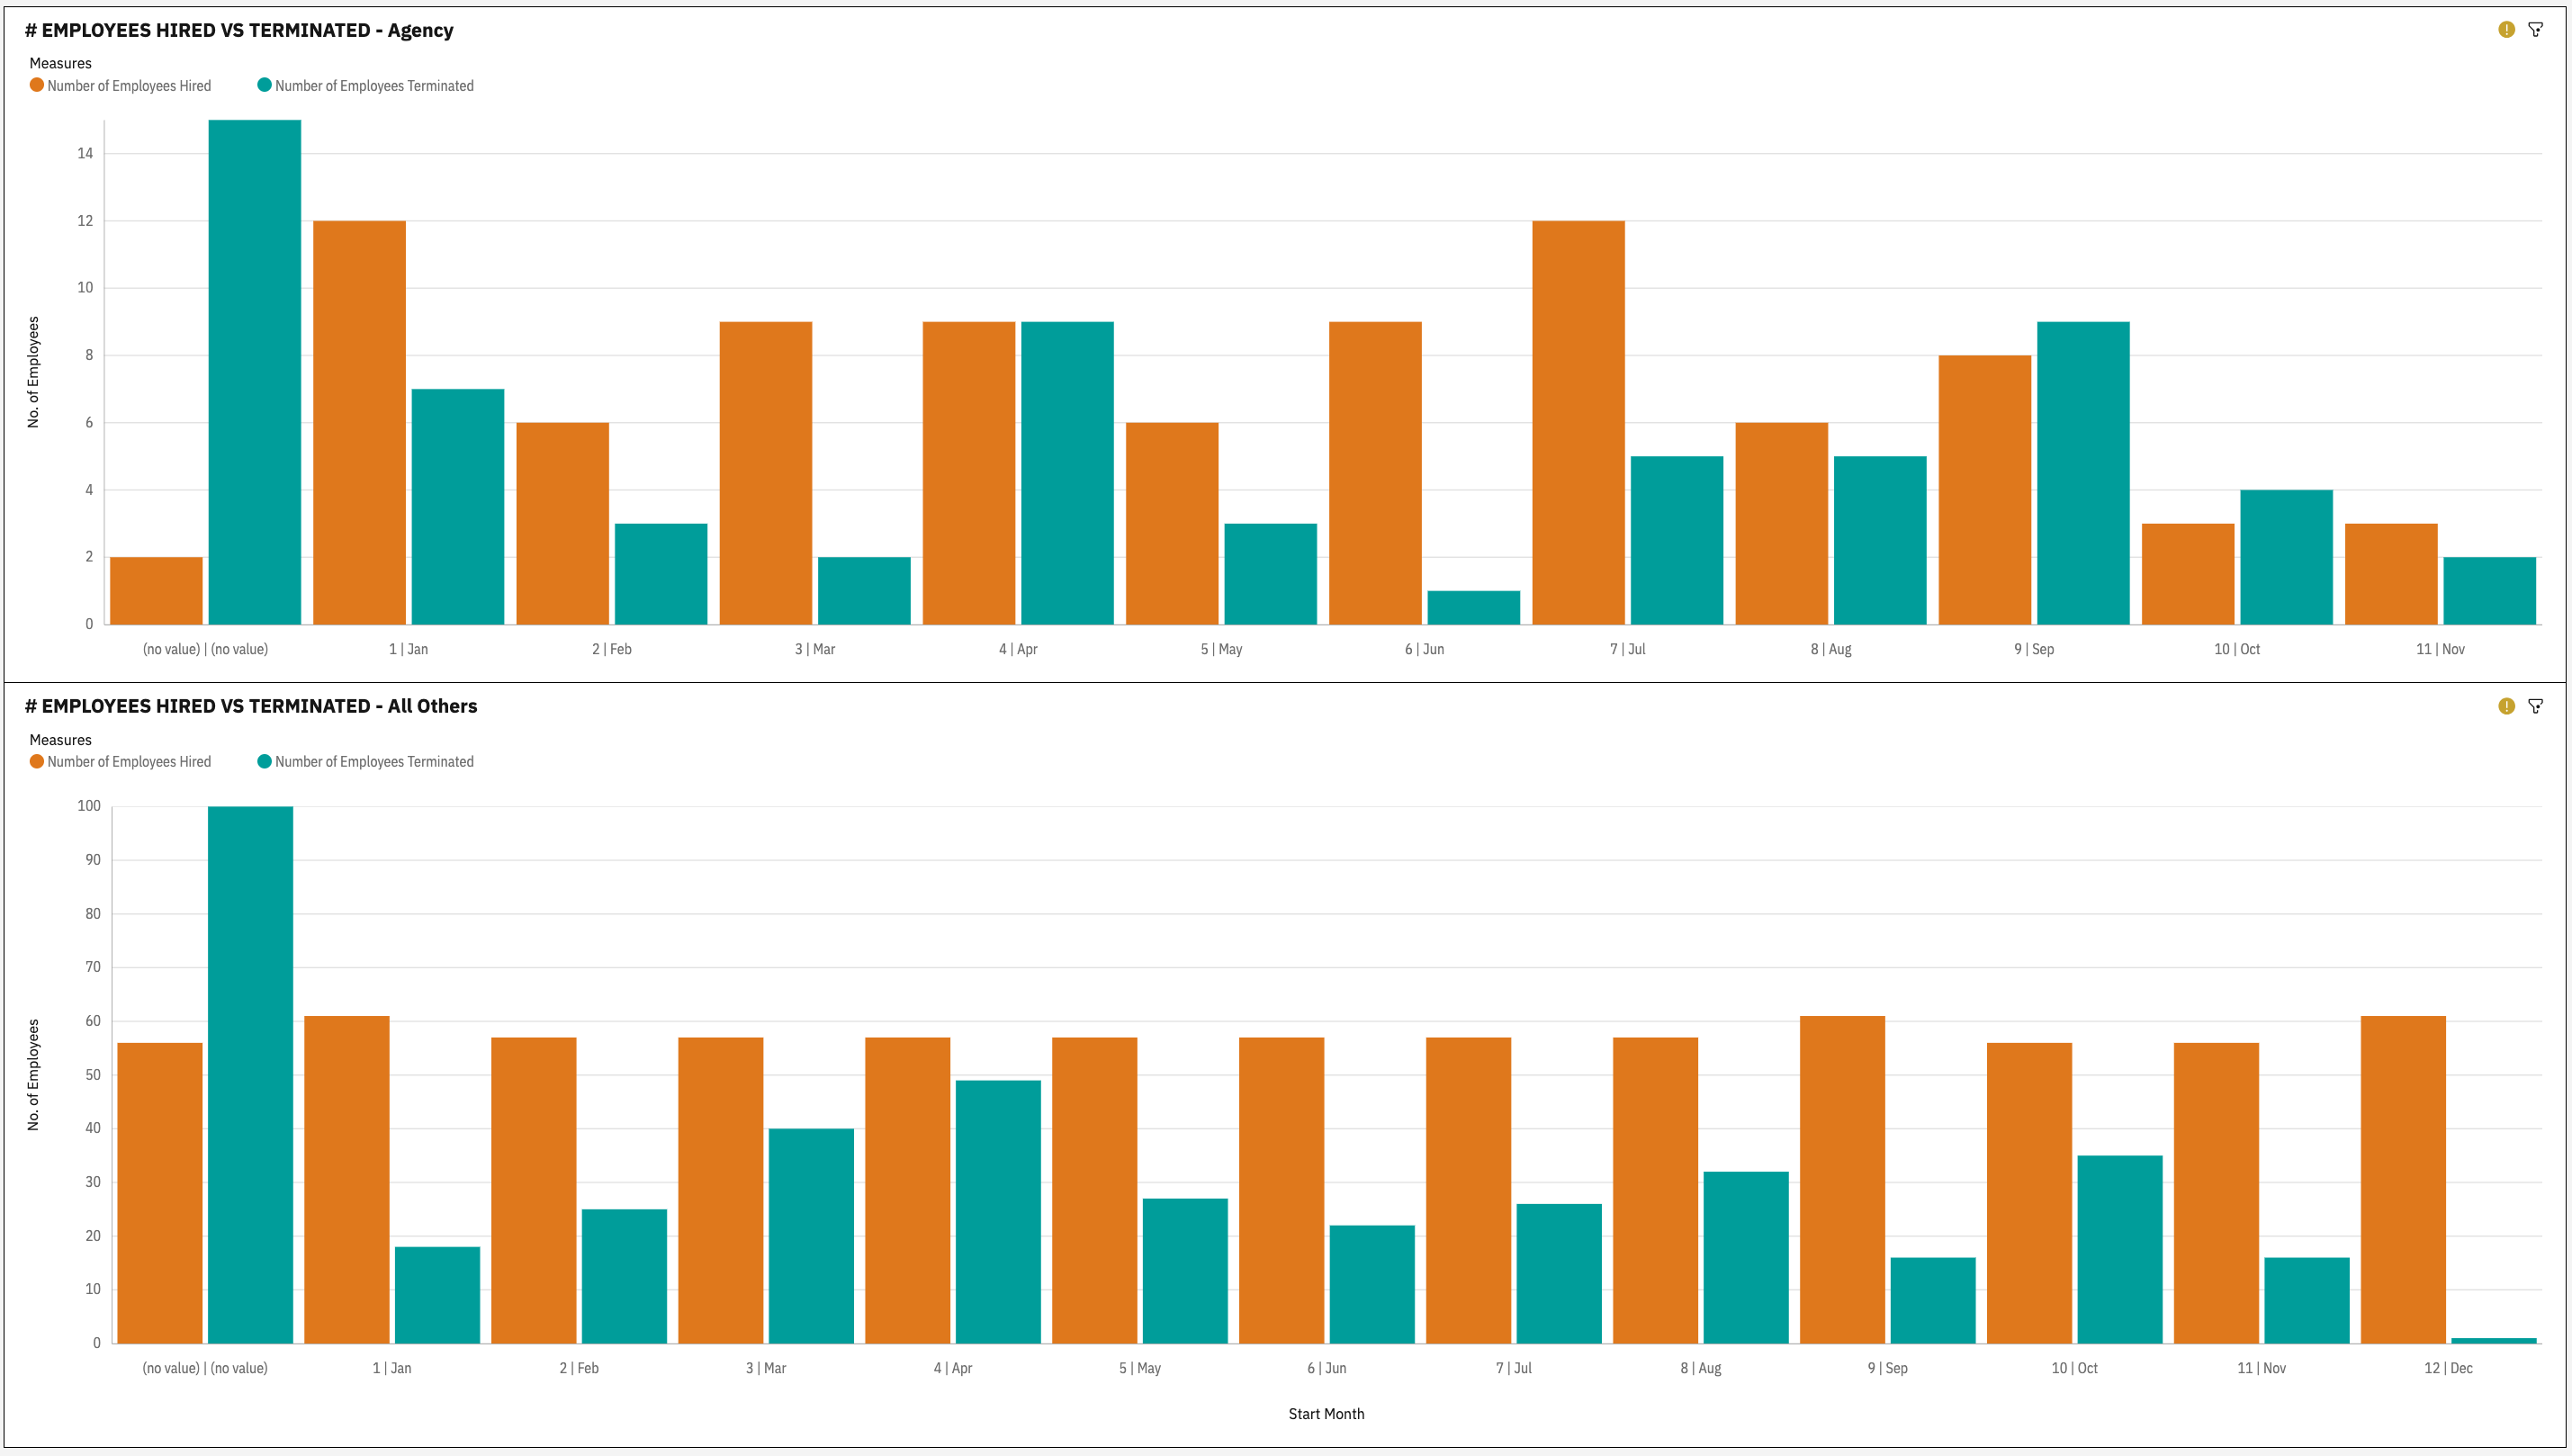 # EMPLOYEES HIRED VS TERMINATED - Agency
Measures
Number of Employees Hired
Number of Employees Terminated
No. of Employees
14
12
10
8
6
4
2
0
(no value) | (no value)
1 | Jan
2 | Feb
3 | Mar
4 | Apr
5 | May
6 | Jun
7 | Jul
8 | Aug
9 | Sep
10 | Oct
11 | Nov
# EMPLOYEES HIRED VS TERMINATED - All Others
Measures
Number of Employees Hired
Number of Employees Terminated
No. of Employees
100
90
80
70
60
50
40
30
20
10
0
(no value) | (no value)
1 | Jan
2 | Feb
3 | Mar
4 | Apr
5 | May
6 | Jun
7 | Jul
8 | Aug
9 | Sep
10 | Oct
11 | Nov
12 | Dec
Start Month